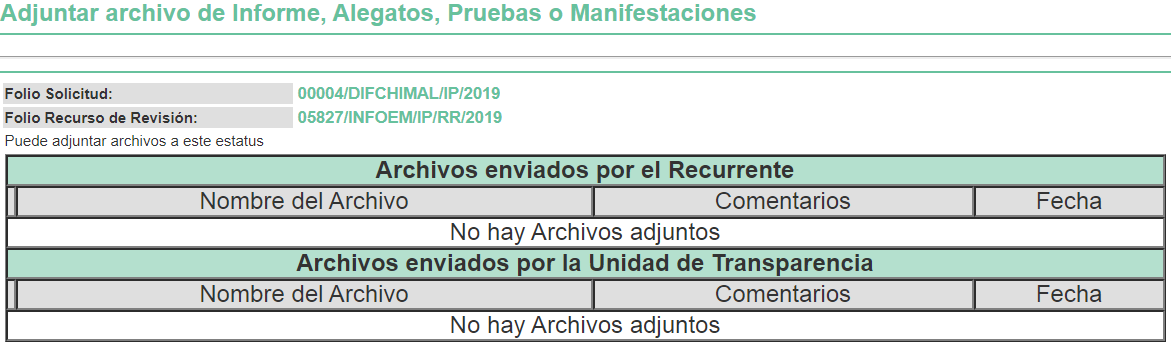 Adjuntar archivo de Informe, Alegatos, Pruebas o Manifestaciones
Folio Solicitud: 00004/DIFCHIMAL/IP/2019
Folio Recurso de Revisión: 05827/INFOEM/IP/RR/2019
Puede adjuntar archivos a este estatus
Archivos enviados por el Recurrente
Nombre del Archivo Comentarios Fecha
No hay Archivos adjuntos
Archivos enviados por la Unidad de Transparencia
Nombre del Archivo Comentarios Fecha
No hay Archivos adjuntos